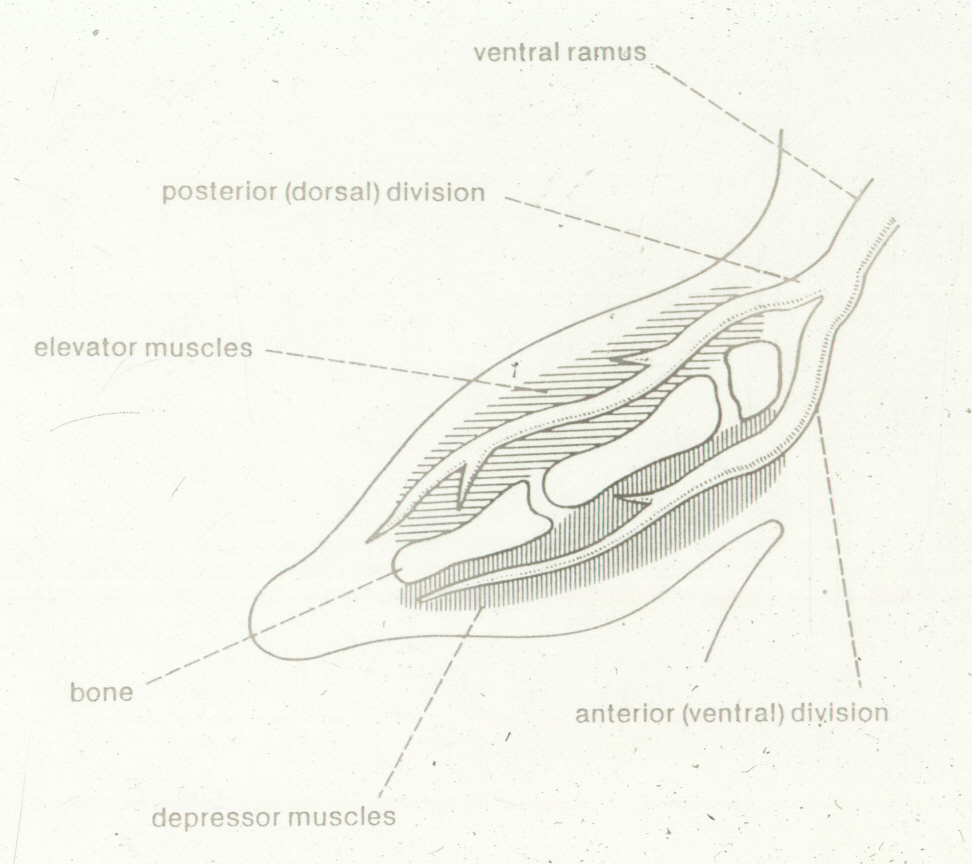 ventral ramus
posterior (dorsal) division
elevator muscles
bone
anterior (ventral) division
depressor muscles